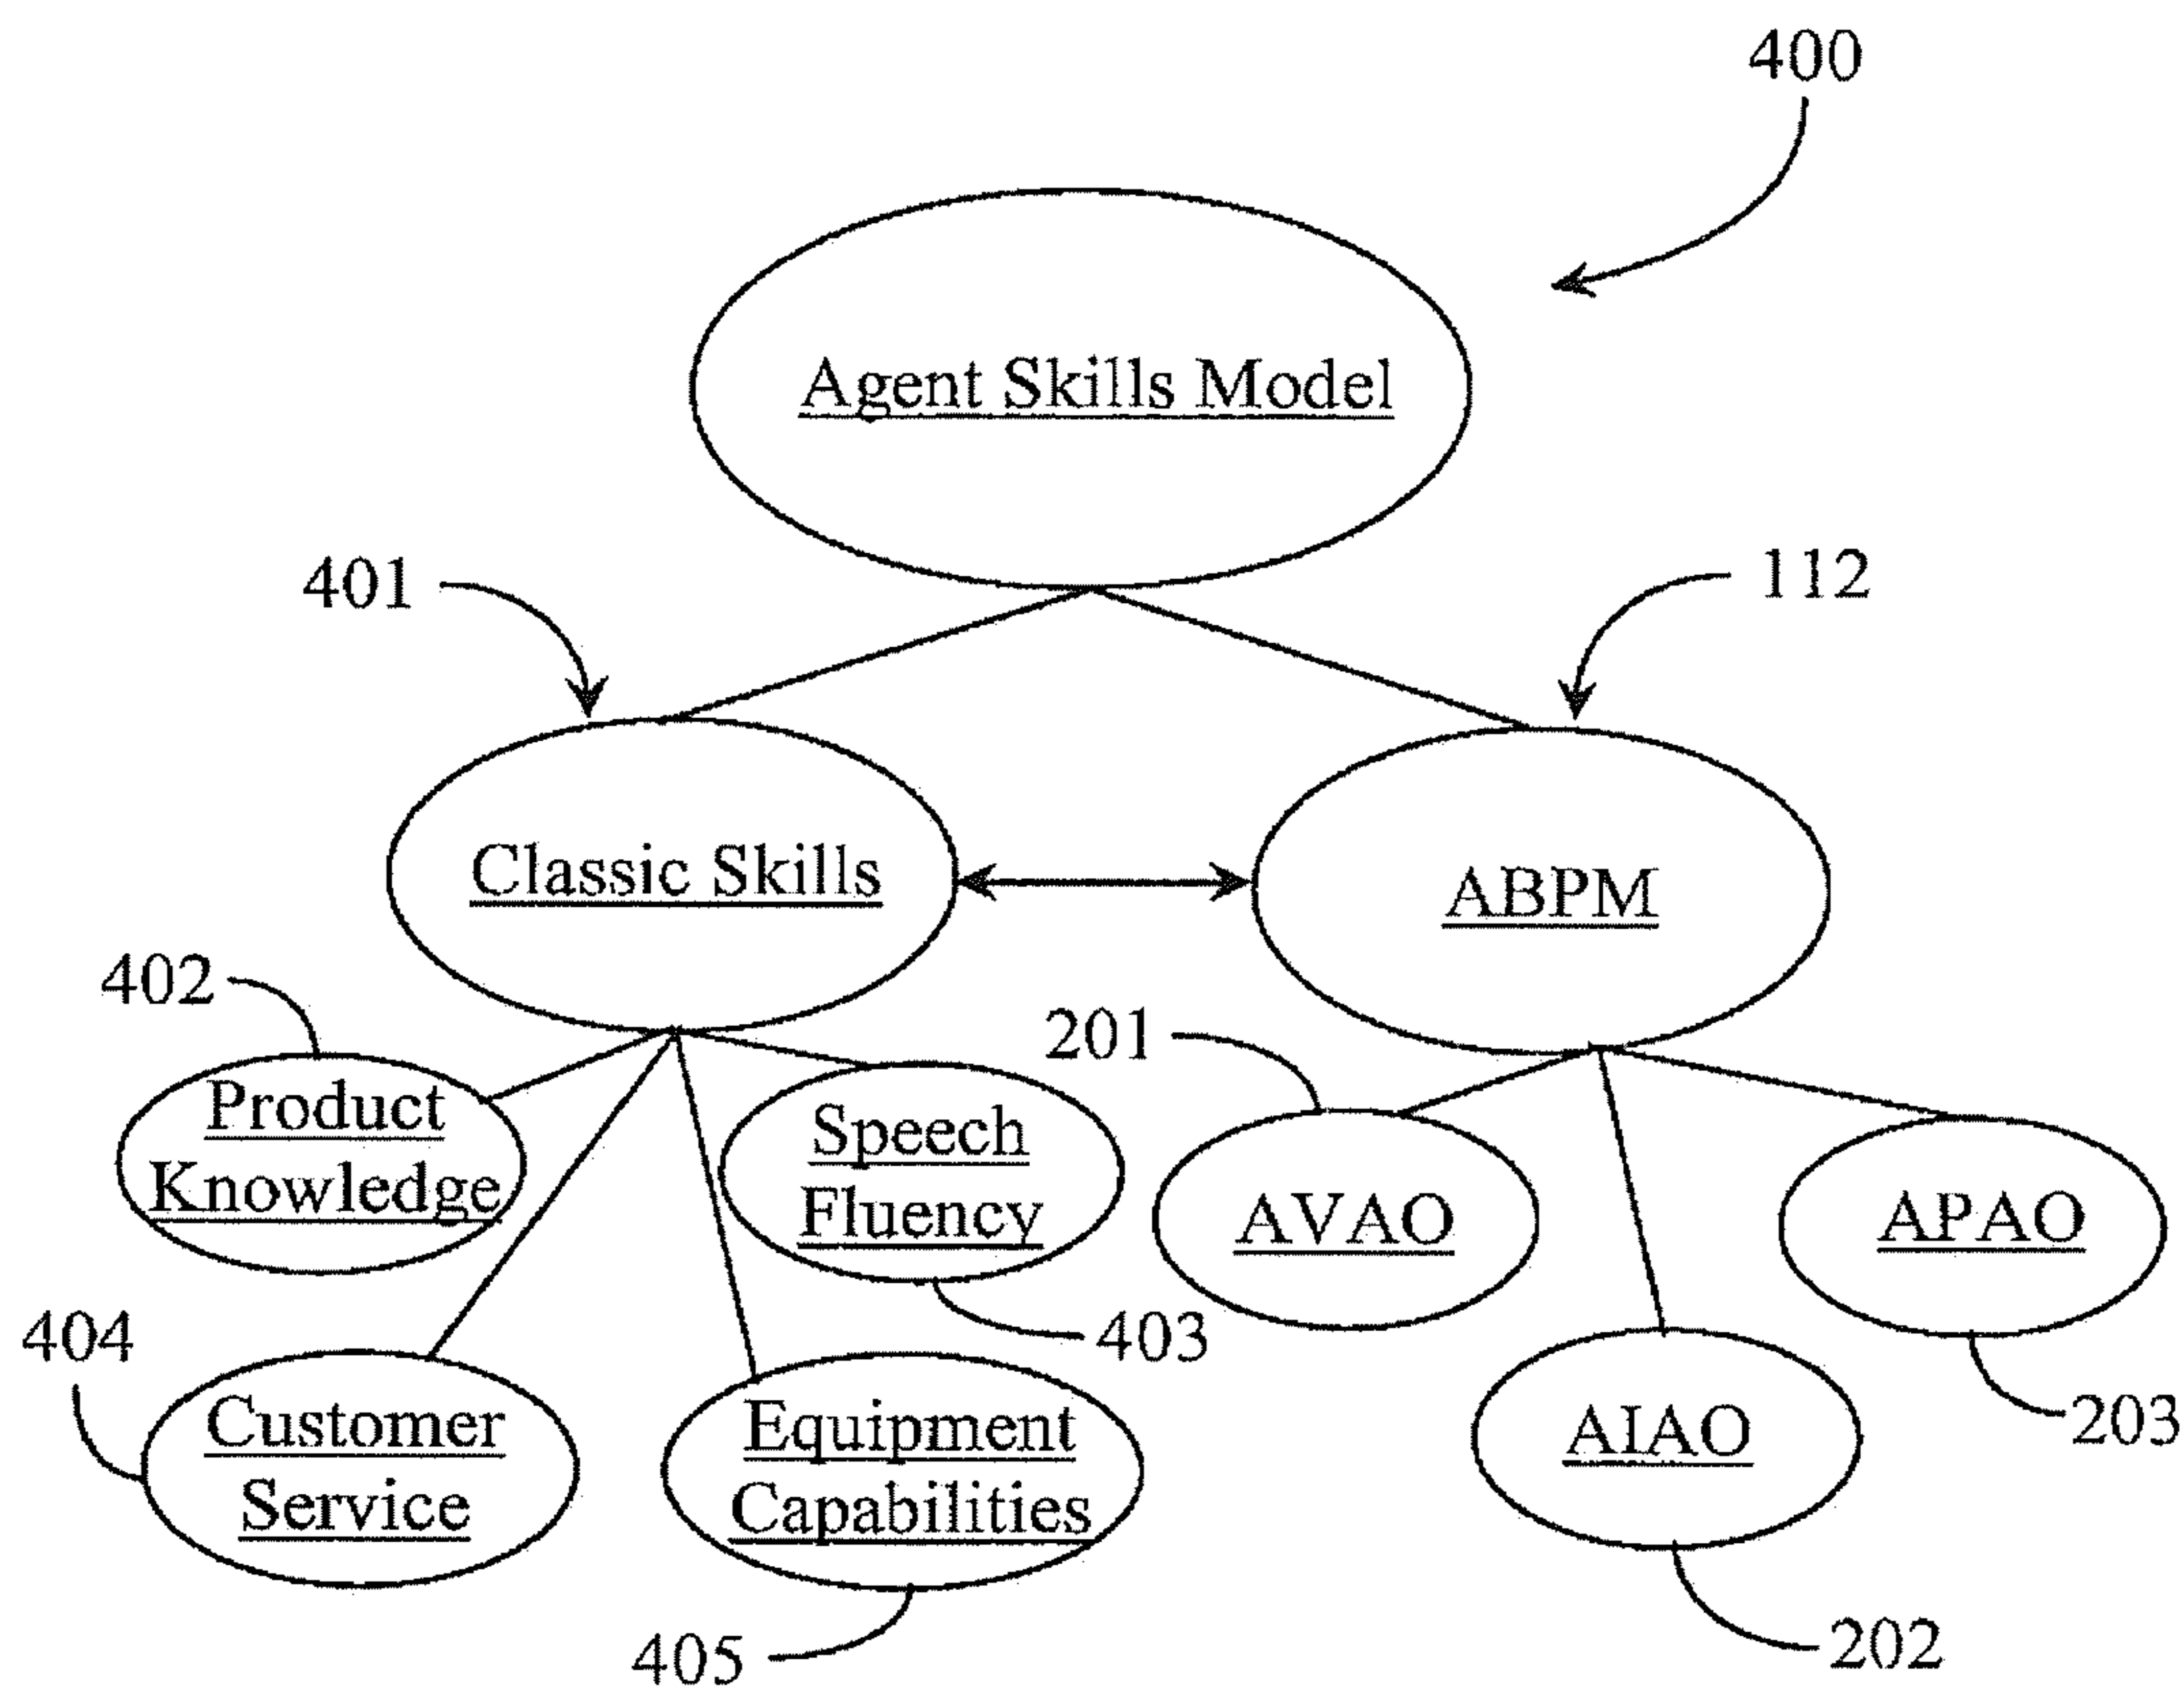 400
Agent Skills Model
401
112
Classic Skills
ABPM
402
201
Product
Knowledge
Speech
Fluency
AVAO
APAO
404
403
Customer
Service
Equipment
Capabilities
AIAO
203
405
202